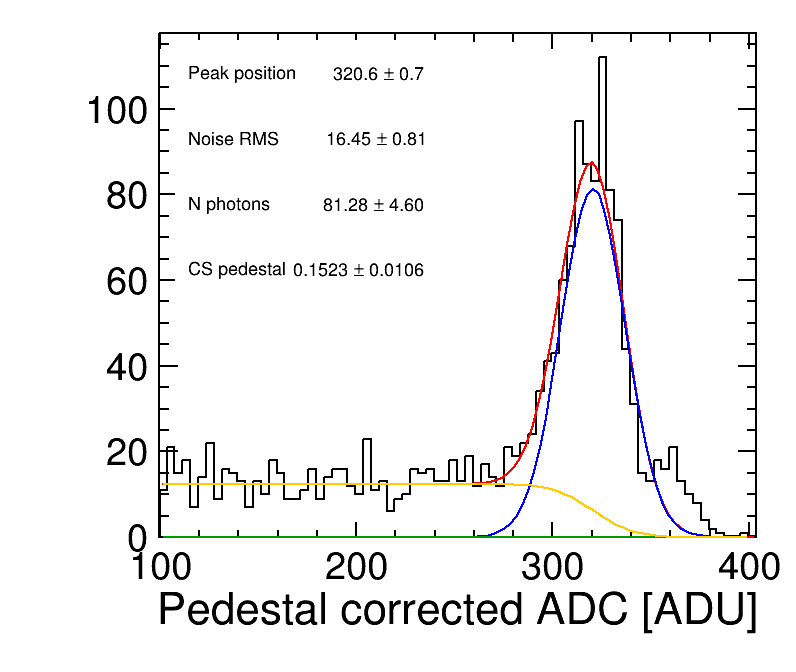 Peak position 320.6 ± 0.7
100
Noise RMS 16.45 ± 0.81
80
N photons 81.28 ± 4.60
CS pedestal 0.1523 ± 0.0106
60
40
20
0
100 200 300 400
Pedestal corrected ADC [ADU]